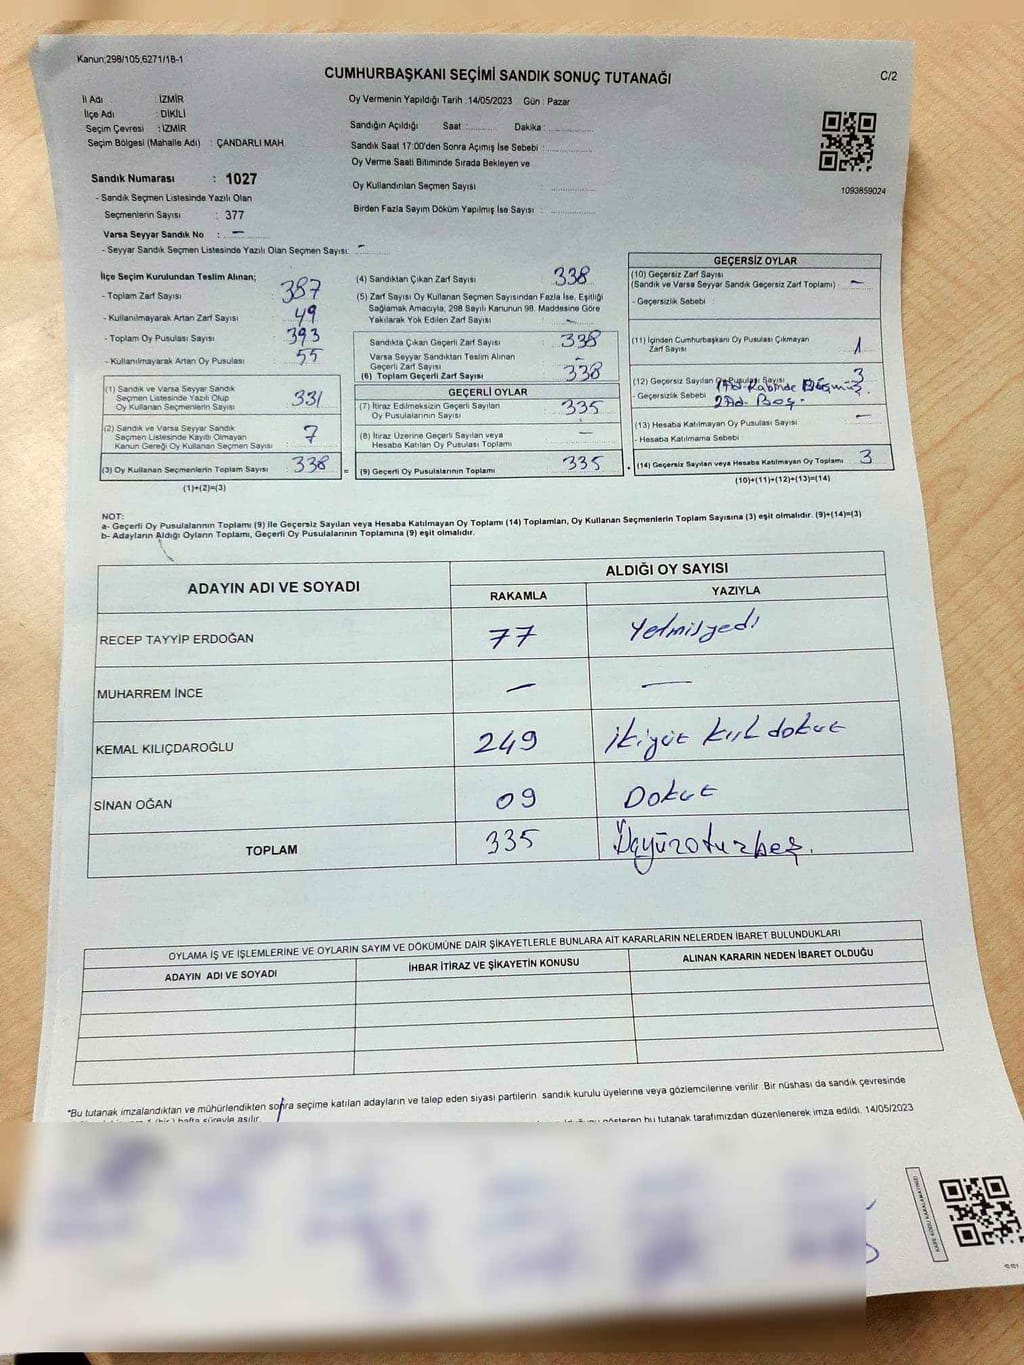 Kanun;298/105,6271/18-1
CUMHURBAŞKANI SEÇİMİ SANDIK SONUÇ TUTANAĞI
C/2
İl Adı : İZMİR
İlçe Adı : DİKİLİ
Seçim Çevresi : İZMİR
Seçim Bölgesi (Mahalle Adı) : ÇANDARLI MAH
Sandık Numarası : 1027
- Sandık Seçmen Listesinde Yazılı Olan
Seçmenlerin Sayısı : 377
Varsa Seyyar Sandık No : —
- Seyyar Sandık Seçmen Listesinde Yazılı Olan Seçmen Sayısı: —
Oy Vermenin Yapıldığı Tarih : 14/05/2023 Gün : Pazar
Sandığın Açıldığı Saat :.......... Dakika :..............
Sandık Saat 17:00'den Sonra Açımış İse Sebebi :..............
Oy Verme Saati Bitiminde Sırada Bekleyen ve
Oy Kullandırılan Seçmen Sayısı :..............
Birden Fazla Sayım Döküm Yapılmış İse Sayısı :..............
1093859024
İlçe Seçim Kurulundan Teslim Alınan;
- Toplam Zarf Sayısı 387
- Kullanılmayarak Artan Zarf Sayısı 49
- Toplam Oy Pusulası Sayısı 393
- Kullanılmayarak Artan Oy Pusulası 55
(1) Sandık ve Varsa Seyyar Sandık
Seçmen Listesinde Yazılı Olup
Oy Kullanan Seçmenlerin Sayısı 331
(2) Sandık ve Varsa Seyyar Sandık
Seçmen Listesinde Kayıtlı Olmayan
Kanun Gereği Oy Kullanan Seçmen Sayısı 7
(3) Oy Kullanan Seçmenlerin Toplam Sayısı 338 =
(1)+(2)=(3)
(4) Sandıktan Çıkan Zarf Sayısı : 338
(5) Zarf Sayısı Oy Kullanan Seçmen Sayısından Fazla İse, Eşitliği
Sağlamak Amacıyla; 298 Sayılı Kanunun 98. Maddesine Göre
Yakılarak Yok Edilen Zarf Sayısı : —
Sandıkta Çıkan Geçerli Zarf Sayısı : 338
Varsa Seyyar Sandıktan Teslim Alınan
Geçerli Zarf Sayısı : —
(6) Toplam Geçerli Zarf Sayısı : 338
GEÇERLİ OYLAR
(7) İtiraz Edilmeksizin Geçerli Sayılan
Oy Pusulalarının Sayısı : 335
(8) İtiraz Üzerine Geçerli Sayılan veya
Hesaba Katılan Oy Pusulası Toplamı : —
(9) Geçerli Oy Pusulalarının Toplamı : 335
GEÇERSİZ OYLAR
(10) Geçersiz Zarf Sayısı
(Sandık ve Varsa Seyyar Sandık Geçersiz Zarf Toplamı) : —
- Geçersizlik Sebebi :
(11) İçinden Cumhurbaşkanı Oy Pusulası Çıkmayan
Zarf Sayısı : 1
(12) Geçersiz Sayılan Oy Pusulası Sayısı : 3
- Geçersizlik Sebebi : 1Ad. Kabinde
2Ad. Boş.
(13) Hesaba Katılmayan Oy Pusulası Sayısı : —
- Hesaba Katılmama Sebebi
(14) Geçersiz Sayılan veya Hesaba Katılmayan Oy Toplamı : 3
(10)+(11)+(12)+(13)=(14)
NOT:
a- Geçerli Oy Pusulalarının Toplamı (9) ile Geçersiz Sayılan veya Hesaba Katılmayan Oy Toplamı (14) Toplamları, Oy Kullanan Seçmenlerin Toplam Sayısına (3) eşit olmalıdır. (9)+(14)=(3)
b- Adayların Aldığı Oyların Toplamı, Geçerli Oy Pusulalarının Toplamına (9) eşit olmalıdır.
ADAYIN ADI VE SOYADI
ALDIĞI OY SAYISI
RAKAMLA YAZIYLA
RECEP TAYYİP ERDOĞAN 77 Yetmişyedi
MUHARREM İNCE — —
KEMAL KILIÇDAROĞLU 249 İkiyüz kırk dokuz
SİNAN OĞAN 09 Dokuz
TOPLAM 335 Üçyüzotuzbeş.
OYLAMA İŞ VE İŞLEMLERİNE VE OYLARIN SAYIM VE DÖKÜMÜNE DAİR ŞİKAYETLERLE BUNLARA AİT KARARLARIN NELERDEN İBARET BULUNDUKLARI
ADAYIN ADI VE SOYADI İHBAR İTİRAZ VE ŞİKAYETİN KONUSU ALINAN KARARIN NEDEN İBARET OLDUĞU
*Bu tutanak imzalandıktan ve mühürlendikten sonra seçime katılan adayların ve talep eden siyasi partilerin sandık kurulu üyelerine veya gözlemcilerine verilir. Bir nüshası da sandık çevresinde
(bir) hafta süreyle asılır. gösteren bu tutanak tarafımızdan düzenlenerek imza edildi. 14/05/2023